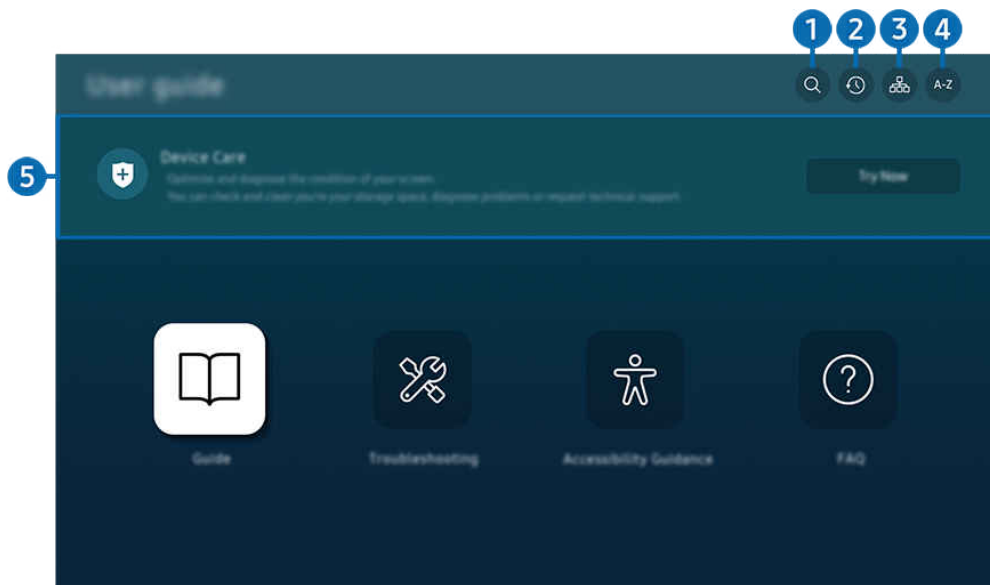 1 2 3 4
User guide
A-Z
5
Device Care
Optimise and diagnose the condition of your screen.
You can check and clean you're your storage space, diagnose problems or request technical support.
Try Now
?
Guide
Troubleshooting
Accessibility Guidance
FAQ